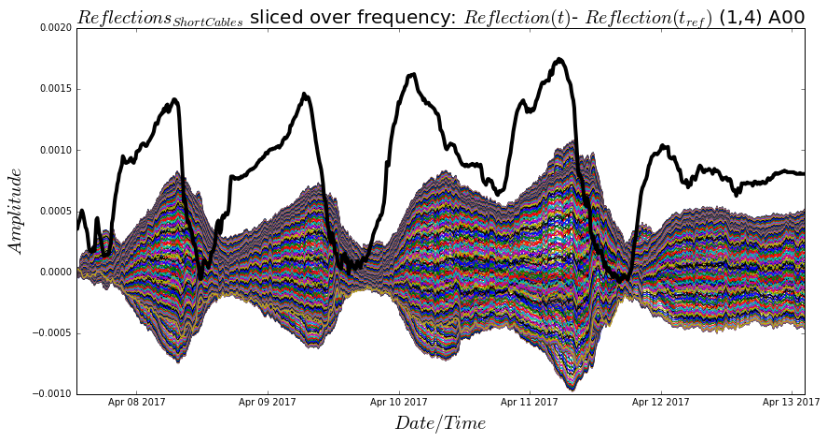 Reflections_ShortCables sliced over frequency: Reflection(t)- Reflection(t_ref) (1,4) A00
0.0020
0.0015
0.0010
0.0005
0.0000
−0.0005
−0.0010
Amplitude
Apr 08 2017 Apr 09 2017 Apr 10 2017 Apr 11 2017 Apr 12 2017 Apr 13 2017
Date/Time